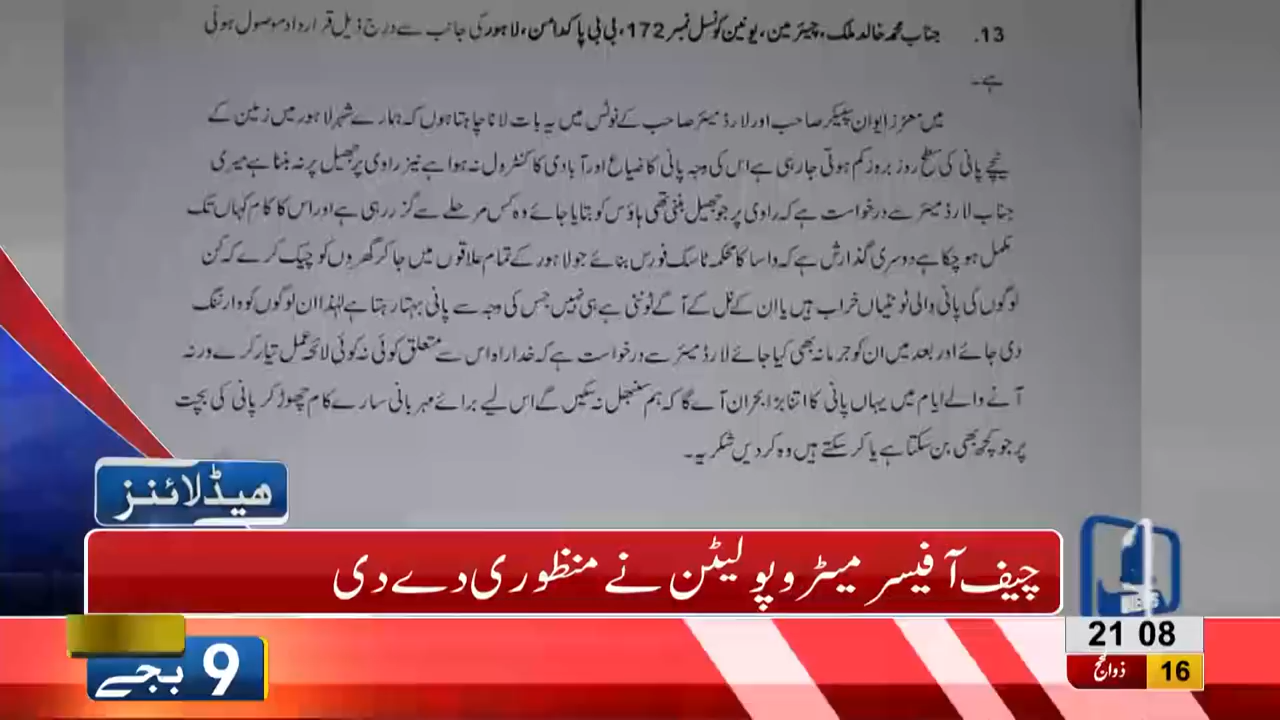 13. جناب محمد خالد ملک، چیئرمین، یونین کونسل نمبر 172، بی بی پاکدامن، لاہور کی جانب سے درج ذیل قرارداد موصول ہوئی
ہے۔
میں معزز ایوان سپیکر صاحب اور لارڈ میئر صاحب کے نوٹس میں یہ بات لانا چاہتا ہوں کہ ہمارے شہر لاہور میں زمین کے
نیچے پانی کی سطح روز بروز کم ہوتی جا رہی ہے اس کی وجہ پانی کا ضیاع اور آبادی کا کنٹرول نہ ہوا ہے نیز راوی پر جھیل پر نہ بننا ہے میری
جناب لارڈ میئر سے درخواست ہے کہ راوی پر جو جھیل بننی تھی ہاؤس کو بتایا جائے وہ کس مرحلے سے گزر رہی ہے اور اس کا کام کہاں تک
مکمل ہو چکا ہے دوسری گذارش ہے کہ واسا کا محکمہ ٹاسک فورس بنائے جو لاہور کے تمام علاقوں میں جا کر گھروں کو چیک کرے کہ کن
لوگوں کی پانی والی ٹونٹیاں خراب ہیں یا ان کے نل کے آگے ٹونٹی ہے ہی نہیں جس کی وجہ سے پانی بہتا رہتا ہے لہٰذا ان لوگوں کو وارننگ
دی جائے اور بعد میں ان کو جرمانہ بھی کیا جائے لارڈ میئر سے درخواست ہے کہ خدارا وہ اس سے متعلق کوئی نہ کوئی لائحہ عمل تیار کرے ورنہ
آنے والے ایام میں یہاں پانی کا اتنا بڑا بحران آے گا کہ ہم سنبھل نہ سکیں گے اس لیے برائے مہربانی سارے کام چھوڑ کر پانی کی بچت
پر جو کچھ بھی بن سکتا ہے یا کر سکتے ہیں وہ کر دیں شکریہ۔
ھیڈلائنز
چیف آفیسر میٹروپولیٹن نے منظوری دے دی
NEWS
21 08
9 بجے
16 ذوالحج